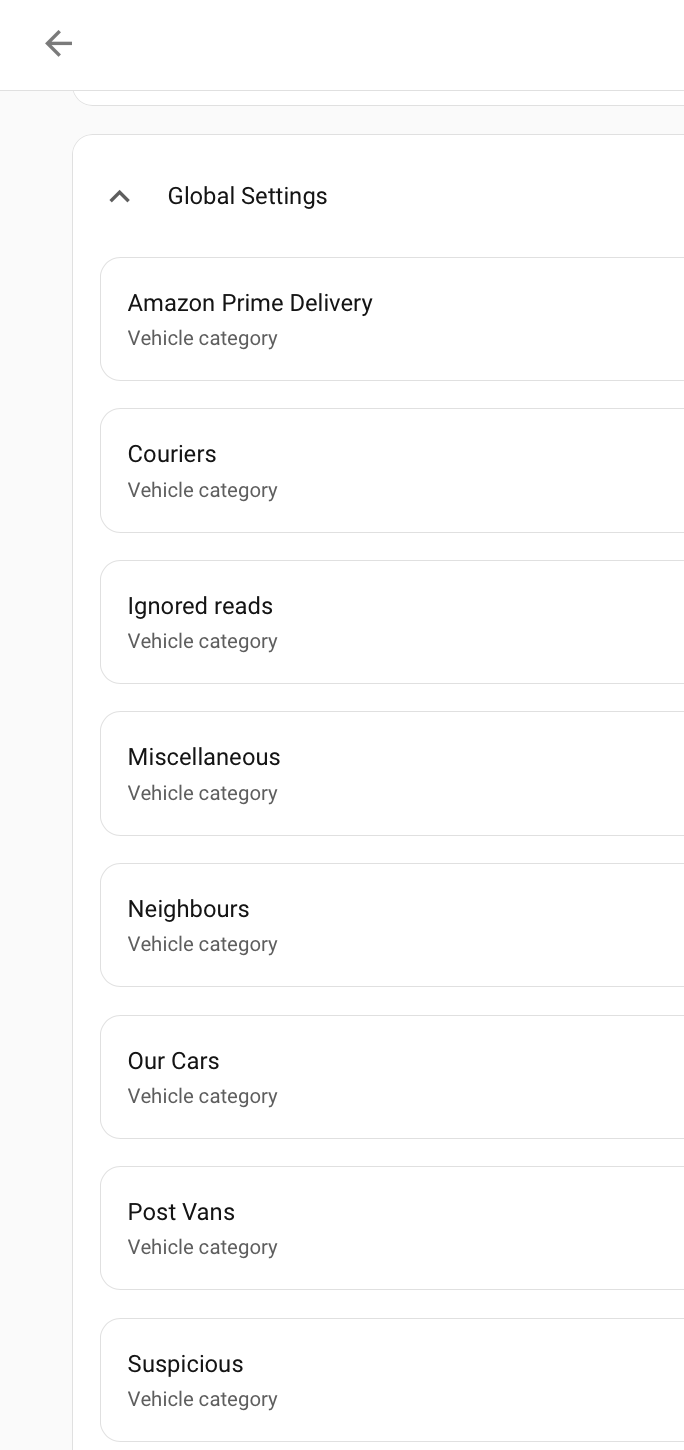 Global Settings
Amazon Prime Delivery
Vehicle category
Couriers
Vehicle category
Ignored reads
Vehicle category
Miscellaneous
Vehicle category
Neighbours
Vehicle category
Our Cars
Vehicle category
Post Vans
Vehicle category
Suspicious
Vehicle category